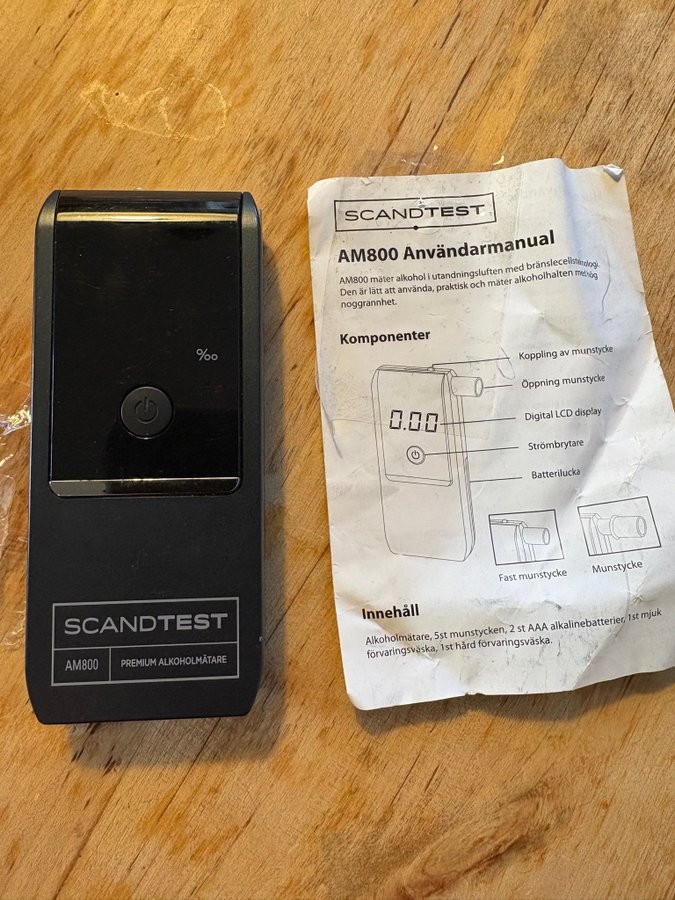 ‰
SCANDTEST
AM800
PREMIUM ALKOHOLMÄTARE
SCANDTEST
AM800 Användarmanual
AM800 mäter alkohol i utandningsluften med bränslecellsteknologi.
Den är lätt att använda, praktisk och mäter alkoholhalten med hög
noggrannhet.
Komponenter
Koppling av munstycke
Öppning munstycke
0.00
Digital LCD display
Strömbrytare
Batterilucka
Fast munstycke
Munstycke
Innehåll
Alkoholmätare, 5st munstycken, 2 st AAA alkalinebatterier, 1st mjuk
förvaringsväska, 1st hård förvaringsväska.